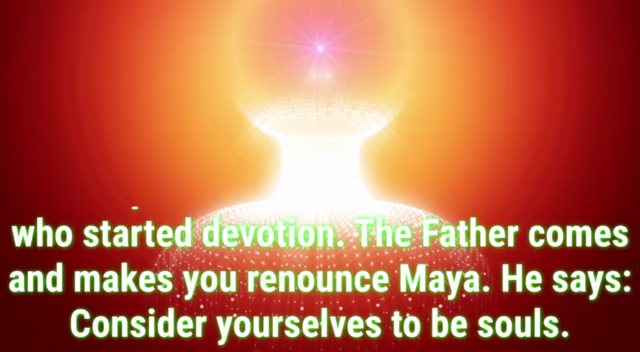 who started devotion. The Father comes
and makes you renounce Maya. He says:
Consider yourselves to be souls.